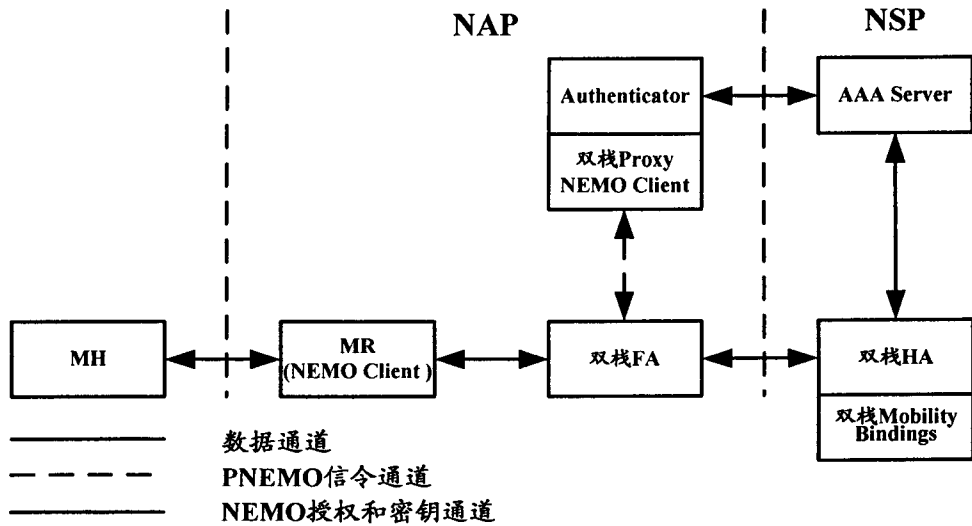 NAP
NSP
Authenticator
双栈Proxy
NEMO Client
AAA Server
MH
MR
(NEMO Client )
双栈FA
双栈HA
双栈Mobility
Bindings
数据通道
PNEMO信令通道
NEMO授权和密钥通道